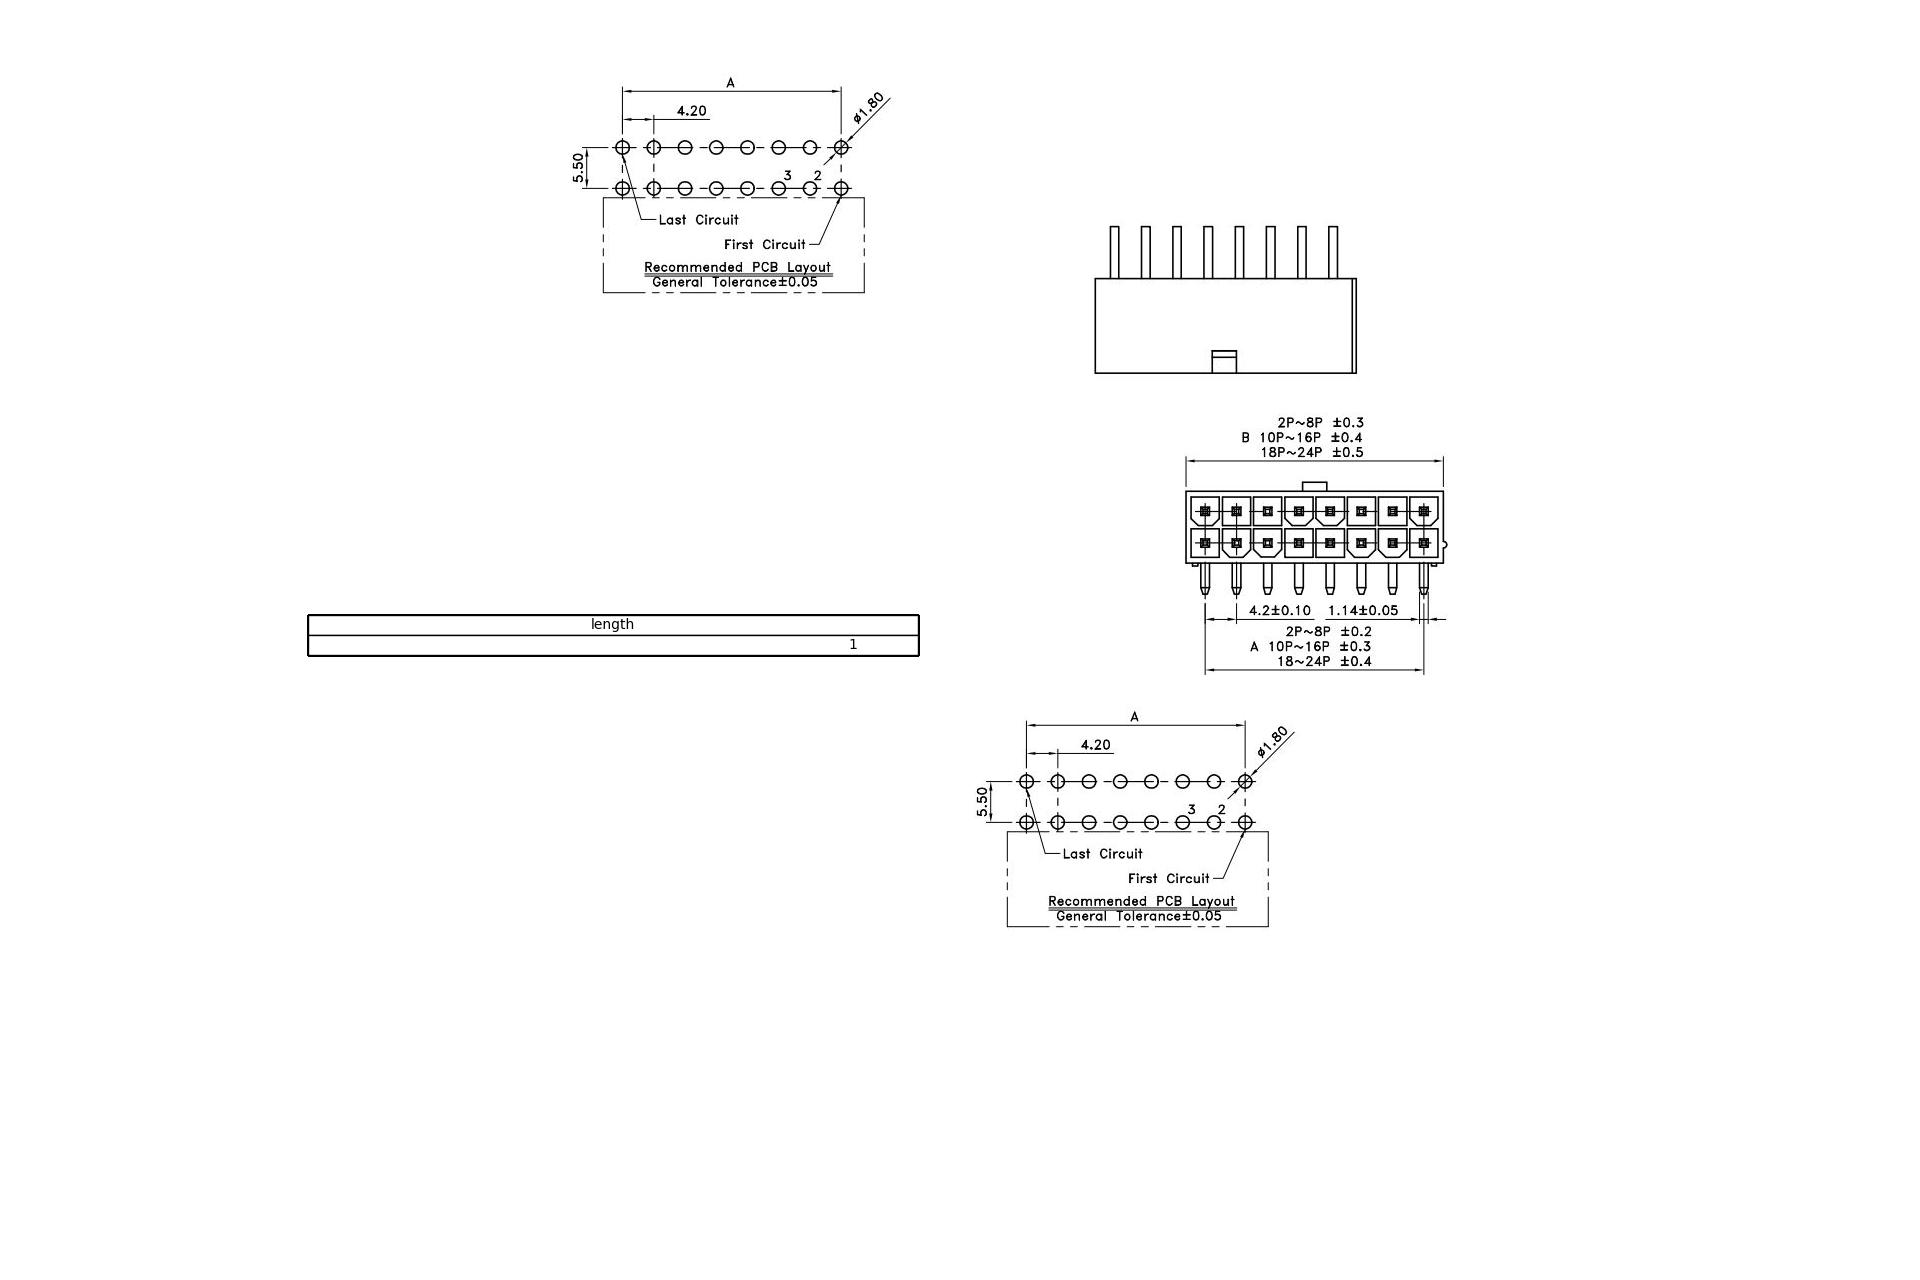 A
4.20
ø1.80
5.50
3 2
Last Circuit
First Circuit
Recommended PCB Layout
General Tolerance±0.05
2P~8P ±0.3
B 10P~16P ±0.4
18P~24P ±0.5
4.2±0.10 1.14±0.05
2P~8P ±0.2
A 10P~16P ±0.3
18~24P ±0.4
length
1
A
4.20
ø1.80
5.50
3 2
Last Circuit
First Circuit
Recommended PCB Layout
General Tolerance±0.05